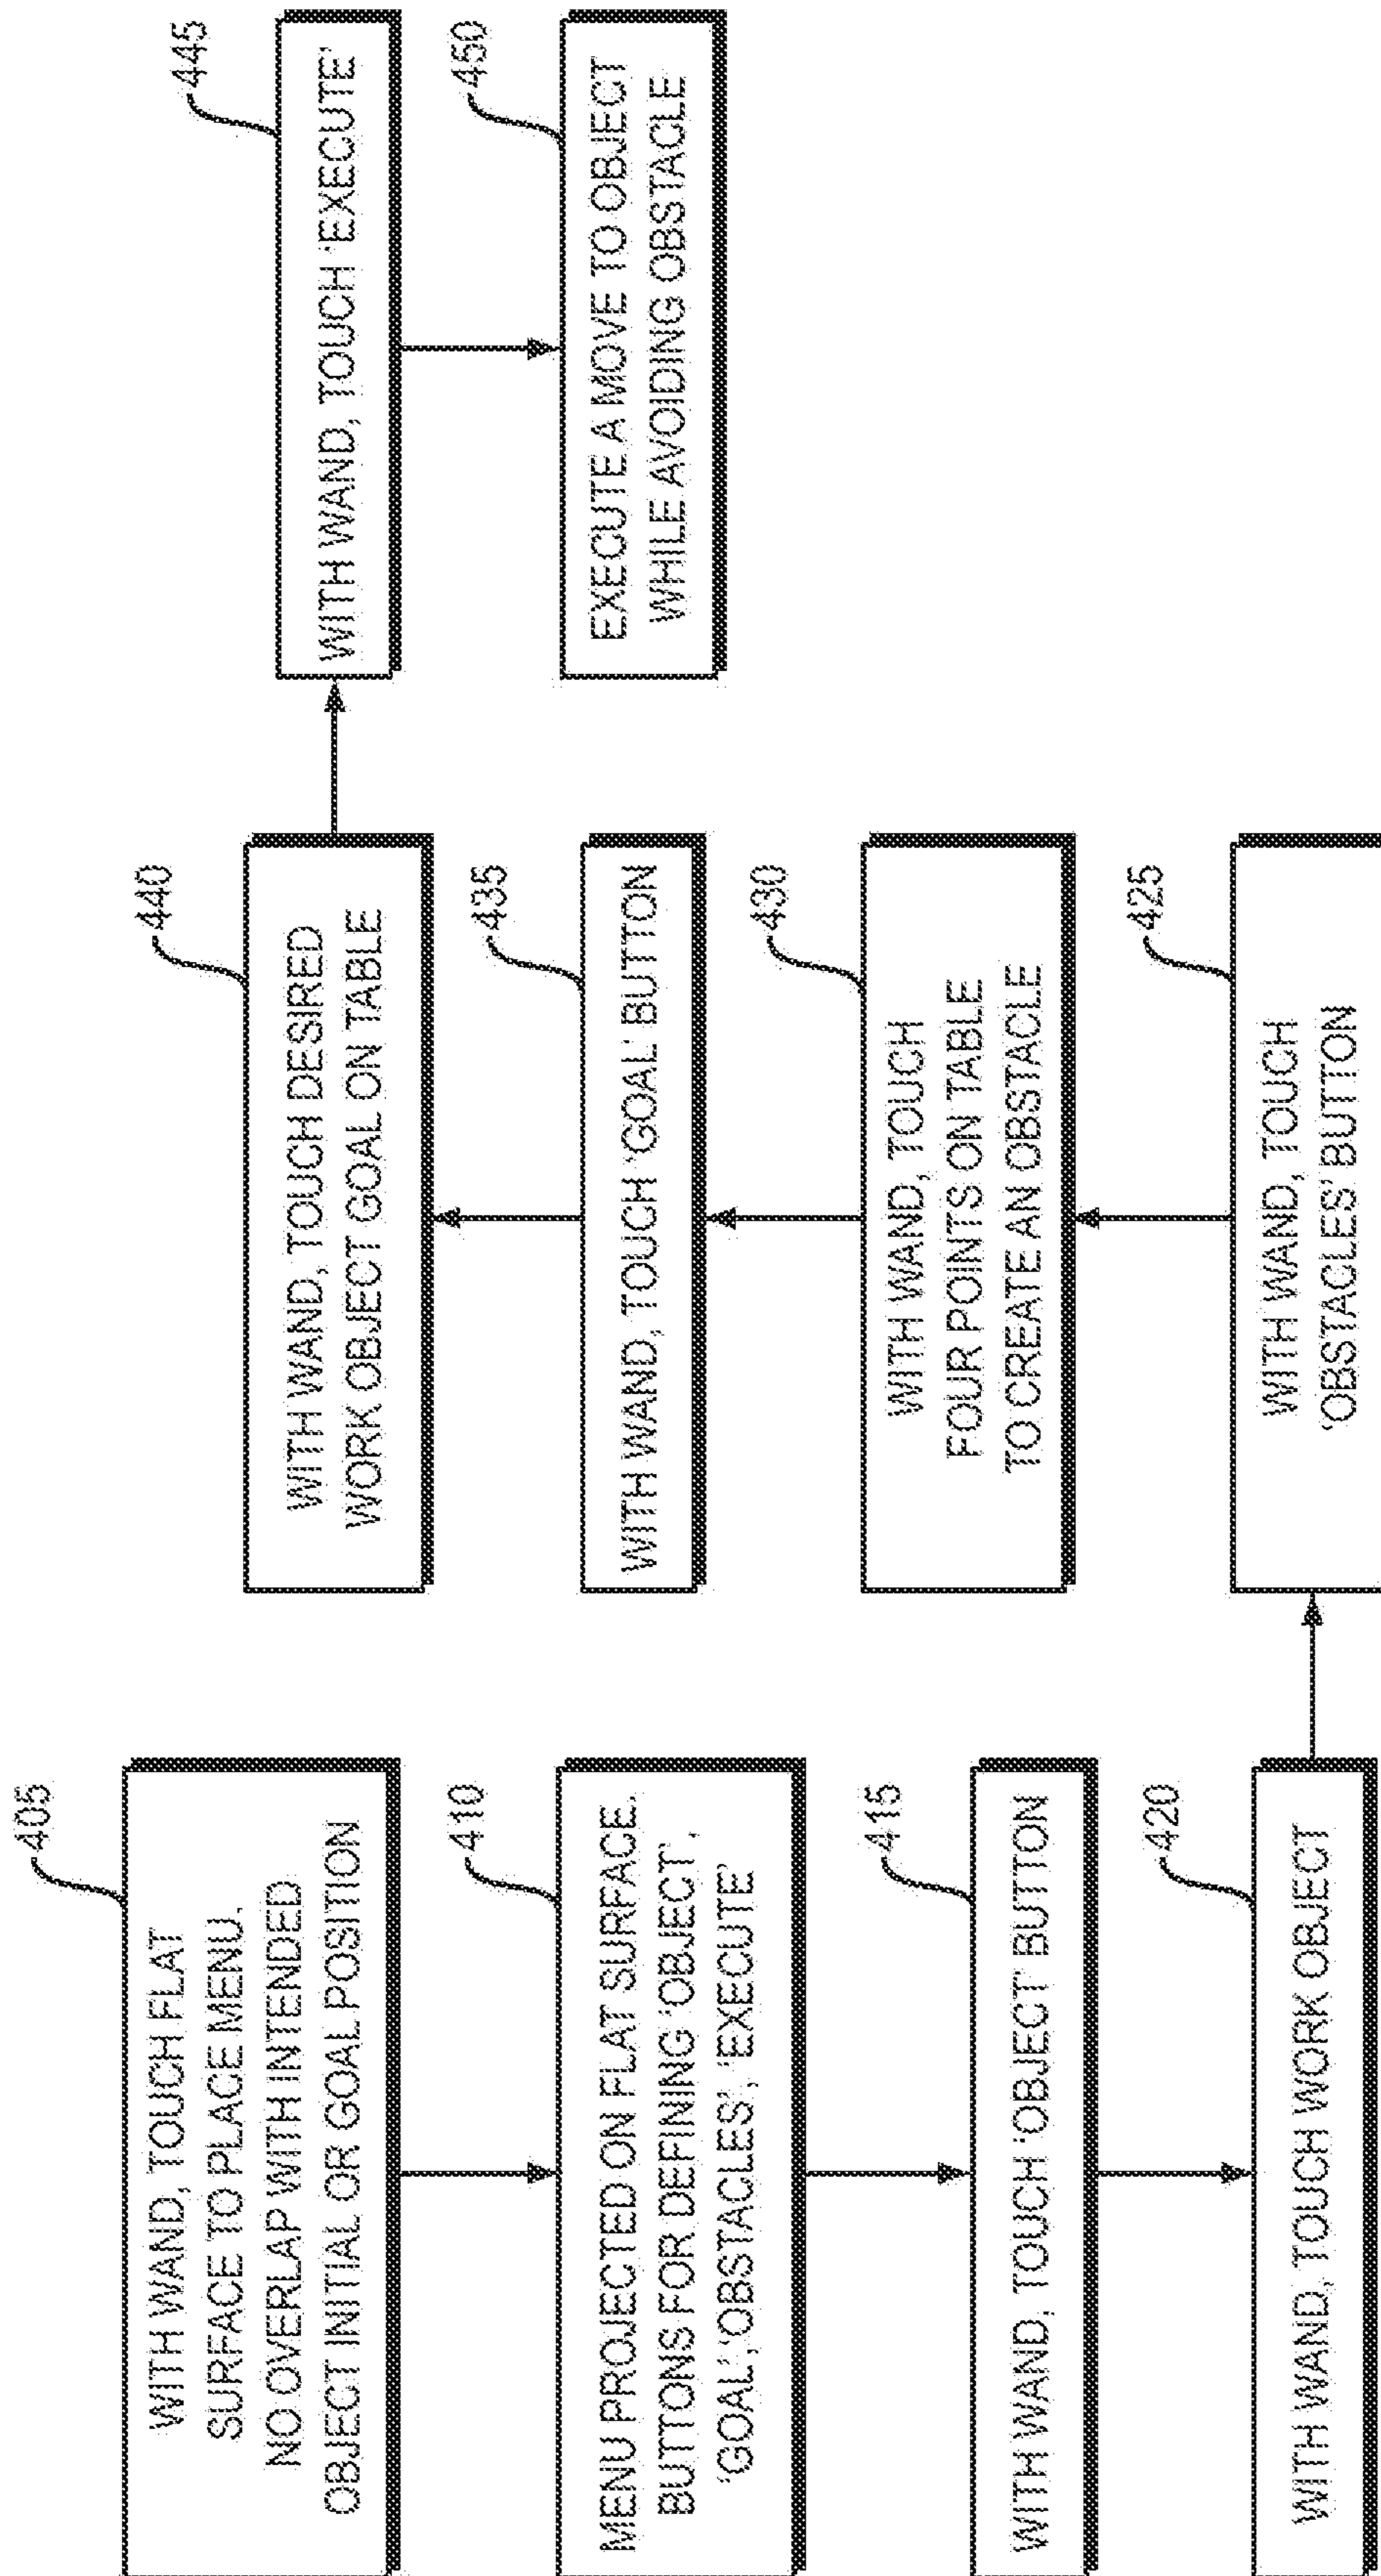 405
WITH WAND, TOUCH FLAT
SURFACE TO PLACE MENU.
NO OVERLAP WITH INTENDED
OBJECT INITIAL OR GOAL POSITION
410
MENU PROJECTED ON FLAT SURFACE.
BUTTONS FOR DEFINING 'OBJECT',
'GOAL', 'OBSTACLES', 'EXECUTE'
415
WITH WAND, TOUCH 'OBJECT' BUTTON
420
WITH WAND, TOUCH WORK OBJECT
425
WITH WAND, TOUCH
'OBSTACLES' BUTTON
430
WITH WAND, TOUCH
FOUR POINTS ON TABLE
TO CREATE AN OBSTACLE
435
WITH WAND, TOUCH 'GOAL' BUTTON
440
WITH WAND, TOUCH DESIRED
WORK OBJECT GOAL ON TABLE
445
WITH WAND, TOUCH 'EXECUTE'
450
EXECUTE A MOVE TO OBJECT
WHILE AVOIDING OBSTACLE